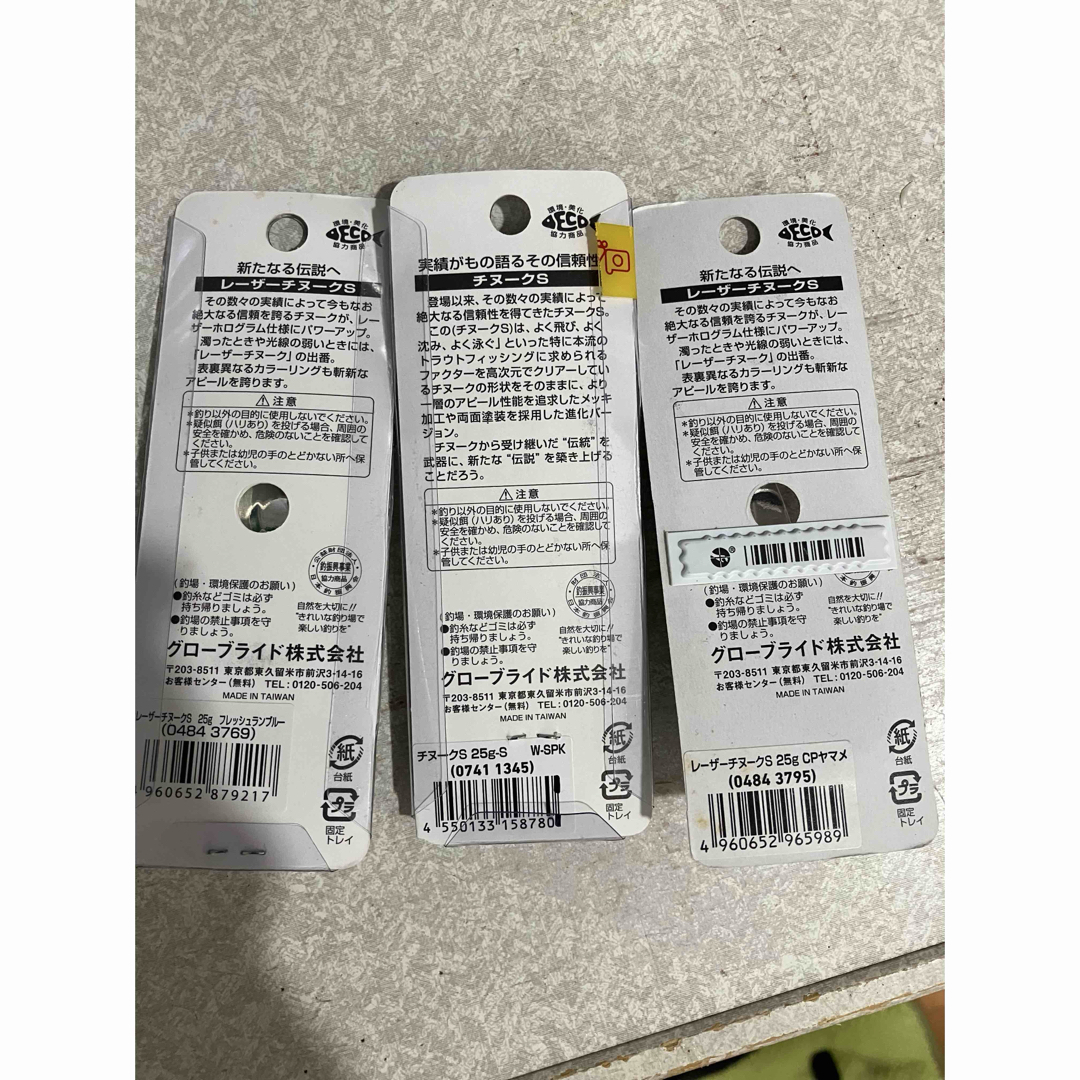 環境・美化
ECO
協力商品
新たなる伝説へ
レーザーチヌークS
その数々の実績によって今もなお
絶大なる信頼を誇るチヌークが、レー
ザーホログラム仕様にパワーアップ。
濁ったときや光線の弱いときには、
「レーザーチヌーク」の出番。
表裏異なるカラーリングも斬新な
アピールを誇ります。
⚠注意
＊釣り以外の目的に使用しないでください。
＊疑似餌(ハリあり)を投げる場合、周囲の
安全を確かめ、危険のないことを確認して
ください。
＊子供または幼児の手のとどかない所へ保
管してください。
公益財団法人
釣振興事業
協力商品
日本釣振興会
(釣場・環境保護のお願い)
●釣糸などゴミは必ず
持ち帰りましょう。
●釣場の禁止事項を守
りましょう。
自然を大切に!!
"きれいな釣り場で
楽しい釣りを"
グローブライド株式会社
〒203-8511 東京都東久留米市前沢3-14-16
お客様センター(無料) TEL:0120-506-204
MADE IN TAIWAN
レーザーチヌークS 25g フレッシュランブルー
(0484 3769)
960652 879217
紙
台紙
プラ
固定
トレイ
環境・美化
ECO
協力商品
実績がもの語るその信頼性
チヌークS
登場以来、その数々の実績によって
絶大なる信頼性を得てきたチヌークS。
この(チヌークS)は、よく飛び、よく
沈み、よく泳ぐ"といった特に本流の
トラウトフィッシングに求められる
ファクターを高次元でクリアーしてい
るチヌークの形状をそのままに、より
一層のアピール性能を追求したメッキ
加工や両面塗装を採用した進化バー
ジョン。
チヌークから受け継いだ "伝統" を
武器に、新たな "伝説" を築き上げる
ことだろう。
⚠注意
＊釣り以外の目的に使用しないでください。
＊疑似餌(ハリあり)を投げる場合、周囲の
安全を確かめ、危険のないことを確認して
ください。
＊子供または幼児の手のとどかない所へ保
管してください。
財団法人
釣振興事業
協力商品
日本釣振興会
(釣場・環境保護のお願い)
●釣糸などゴミは必ず
持ち帰りましょう。
●釣場の禁止事項を守
りましょう。
自然を大切に!!
"きれいな釣り場で
楽しい釣りを"
グローブライド株式会社
〒203-8511 東京都東久留米市前沢3-14-16
お客様センター(無料) TEL:0120-506-204
MADE IN TAIWAN
チヌークS 25g-S W-SPK
(0741 1345)
4 550133 158780
紙
台紙
プラ
固定
トレイ
環境・美化
ECO
協力商品
新たなる伝説へ
レーザーチヌークS
その数々の実績によって今もなお
絶大なる信頼を誇るチヌークが、レー
ザーホログラム仕様にパワーアップ。
濁ったときや光線の弱いときには、
「レーザーチヌーク」の出番。
表裏異なるカラーリングも斬新な
アピールを誇ります。
⚠注意
＊釣り以外の目的に使用しないでください。
＊疑似餌(ハリあり)を投げる場合、周囲の
安全を確かめ、危険のないことを確認して
ください。
＊子供または幼児の手のとどかない所へ保
管してください。
(釣場・環境保護のお願い)
●釣糸などゴミは必ず
持ち帰りましょう。
●釣場の禁止事項を守
りましょう。
自然を大切に!!
"きれいな釣り場で
楽しい釣りを"
グローブライド株式会社
〒203-8511 東京都東久留米市前沢3-14-16
お客様センター(無料) TEL:0120-506-204
MADE IN TAIWAN
レーザーチヌークS 25g CPヤマメ
(0484 3795)
4 960652 965989
紙
台紙
プラ
固定
トレイ